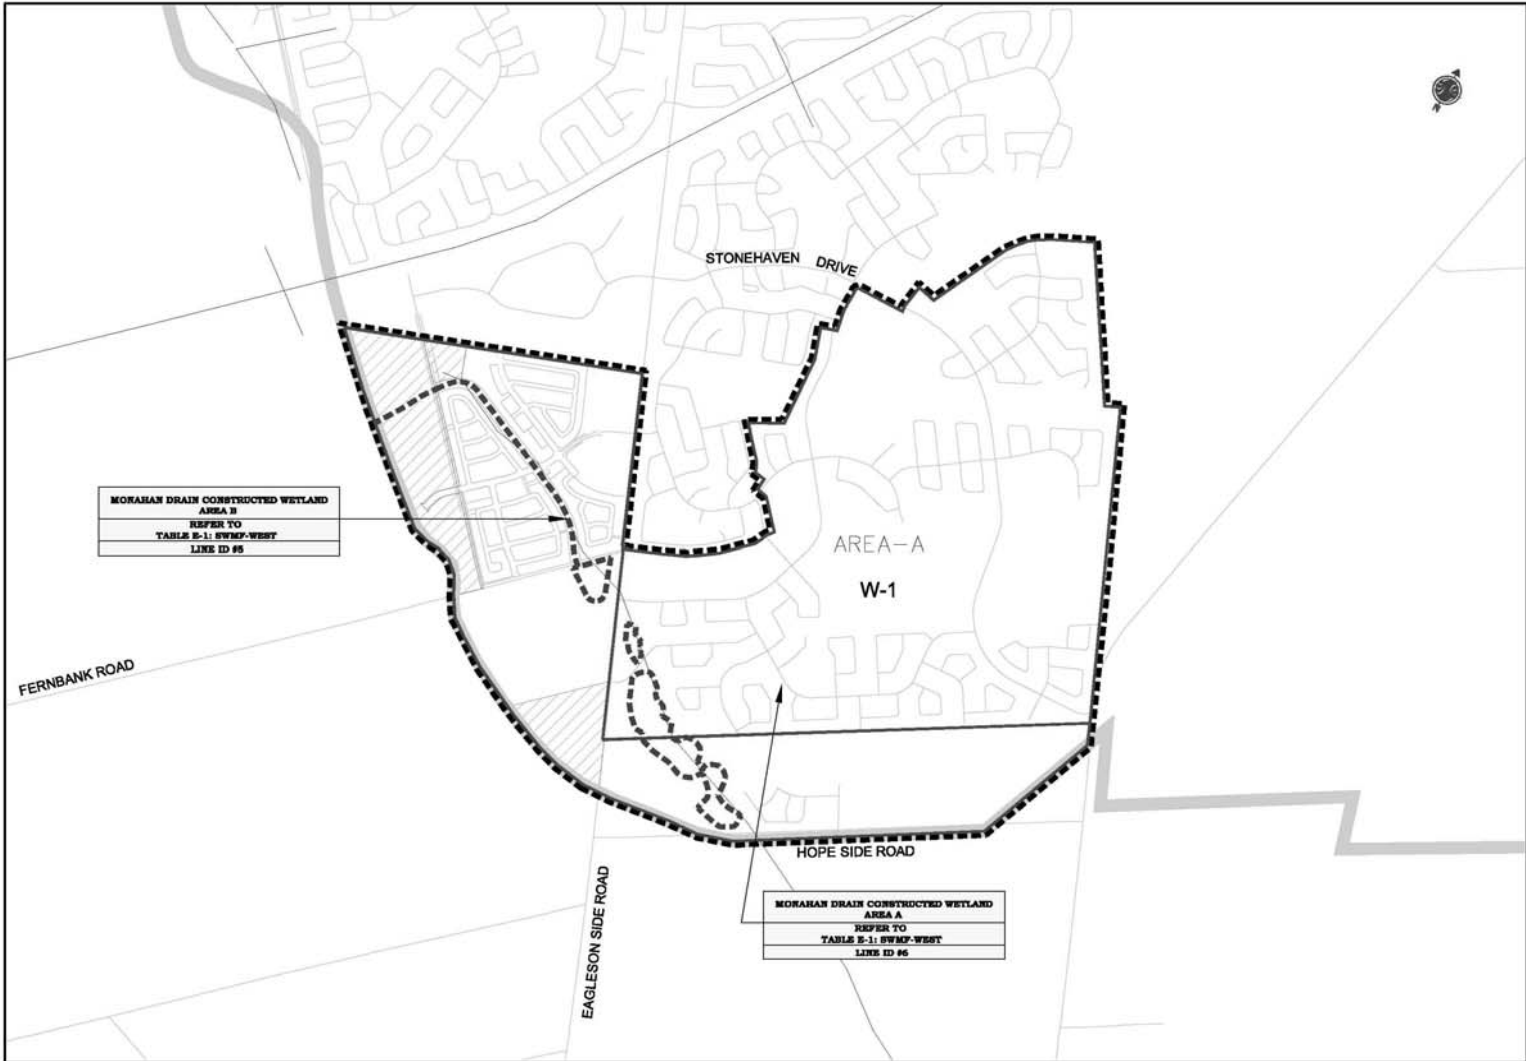 STONEHAVEN DRIVE
MONAHAN DRAIN CONSTRUCTED WETLAND
AREA B
REFER TO
TABLE E-1: SWMF-WEST
LINE ID #5
AREA-A
W-1
FERNBANK ROAD
HOPE SIDE ROAD
EAGLESON SIDE ROAD
MONAHAN DRAIN CONSTRUCTED WETLAND
AREA A
REFER TO
TABLE E-1: SWMF-WEST
LINE ID #6